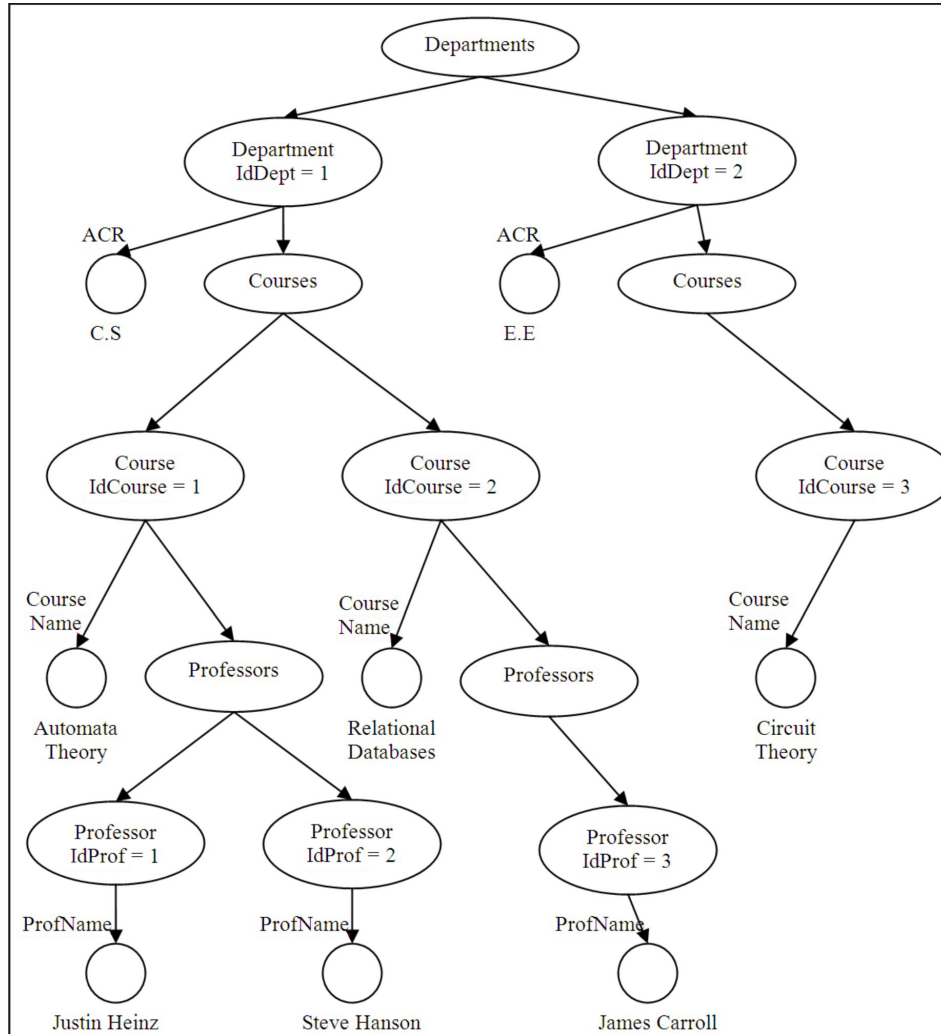 Departments
Department
IdDept = 1
Department
IdDept = 2
ACR
C.S
Courses
ACR
E.E
Courses
Course
IdCourse = 1
Course
IdCourse = 2
Course
IdCourse = 3
Course
Name
Automata
Theory
Professors
Course
Name
Relational
Databases
Professors
Course
Name
Circuit
Theory
Professor
IdProf = 1
Professor
IdProf = 2
Professor
IdProf = 3
ProfName
Justin Heinz
ProfName
Steve Hanson
ProfName
James Carroll